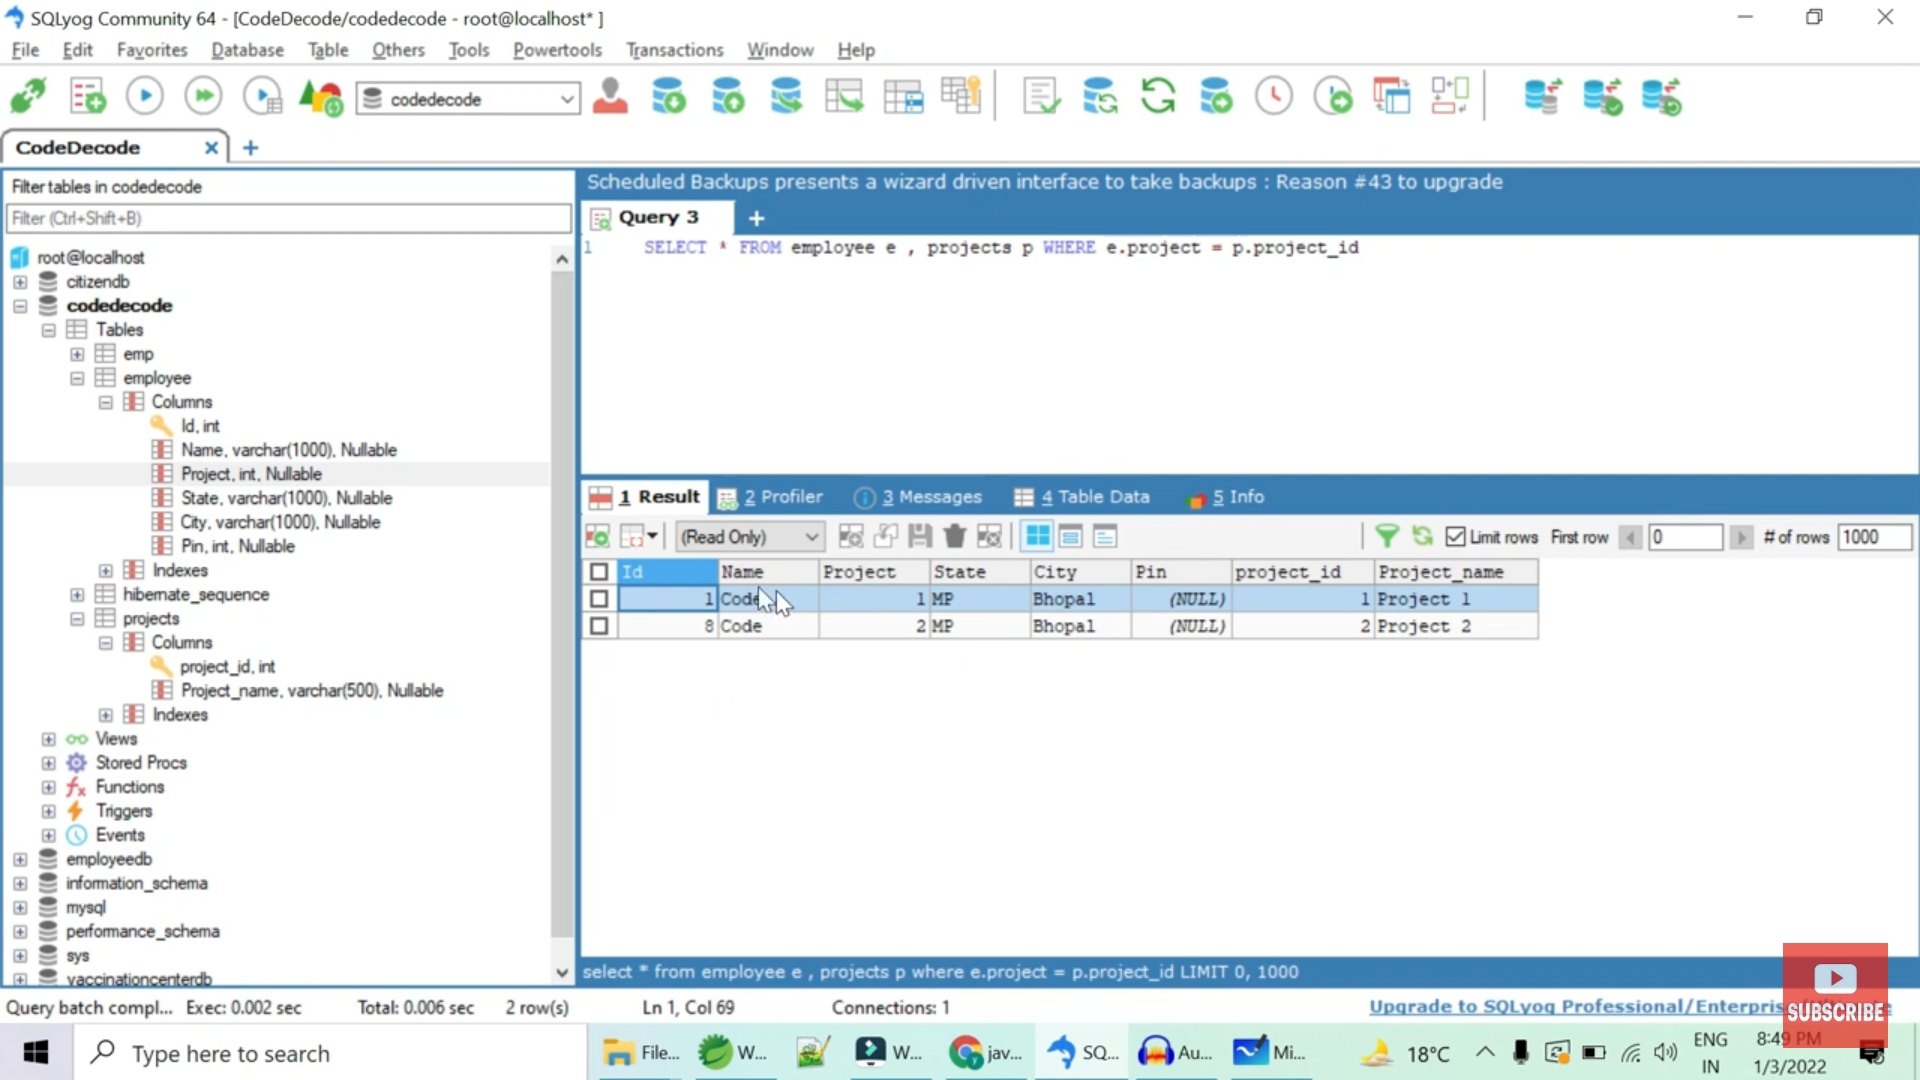 SQLyog Community 64 - [CodeDecode/codedecode - root@localhost* ]
File Edit Favorites Database Table Others Tools Powertools Transactions Window Help
codedecode
CodeDecode
Filter tables in codedecode
Filter (Ctrl+Shift+B)
root@localhost
citizendb
codedecode
Tables
emp
employee
Columns
Id, int
Name, varchar(1000), Nullable
Project, int, Nullable
State, varchar(1000), Nullable
City, varchar(1000), Nullable
Pin, int, Nullable
Indexes
hibernate_sequence
projects
Columns
project_id, int
Project_name, varchar(500), Nullable
Indexes
Views
Stored Procs
Functions
Triggers
Events
employeedb
information_schema
mysql
performance_schema
sys
vaccinationcenterdb
Scheduled Backups presents a wizard driven interface to take backups : Reason #43 to upgrade
Query 3
1 SELECT * FROM employee e , projects p WHERE e.project = p.project_id
1 Result 2 Profiler 3 Messages 4 Table Data 5 Info
(Read Only) Limit rows First row 0 # of rows 1000
Id Name Project State City Pin project_id Project_name
1 Code 1 MP Bhopal (NULL) 1 Project 1
8 Code 2 MP Bhopal (NULL) 2 Project 2
select * from employee e , projects p where e.project = p.project_id LIMIT 0, 1000
Query batch compl... Exec: 0.002 sec Total: 0.006 sec 2 row(s) Ln 1, Col 69 Connections: 1 Upgrade to SQLyog Professional/Enterpris
SUBSCRIBE
Type here to search File... W... W... jav... SQ... Au... Mi... 18°C ENG IN 8:49 PM 1/3/2022